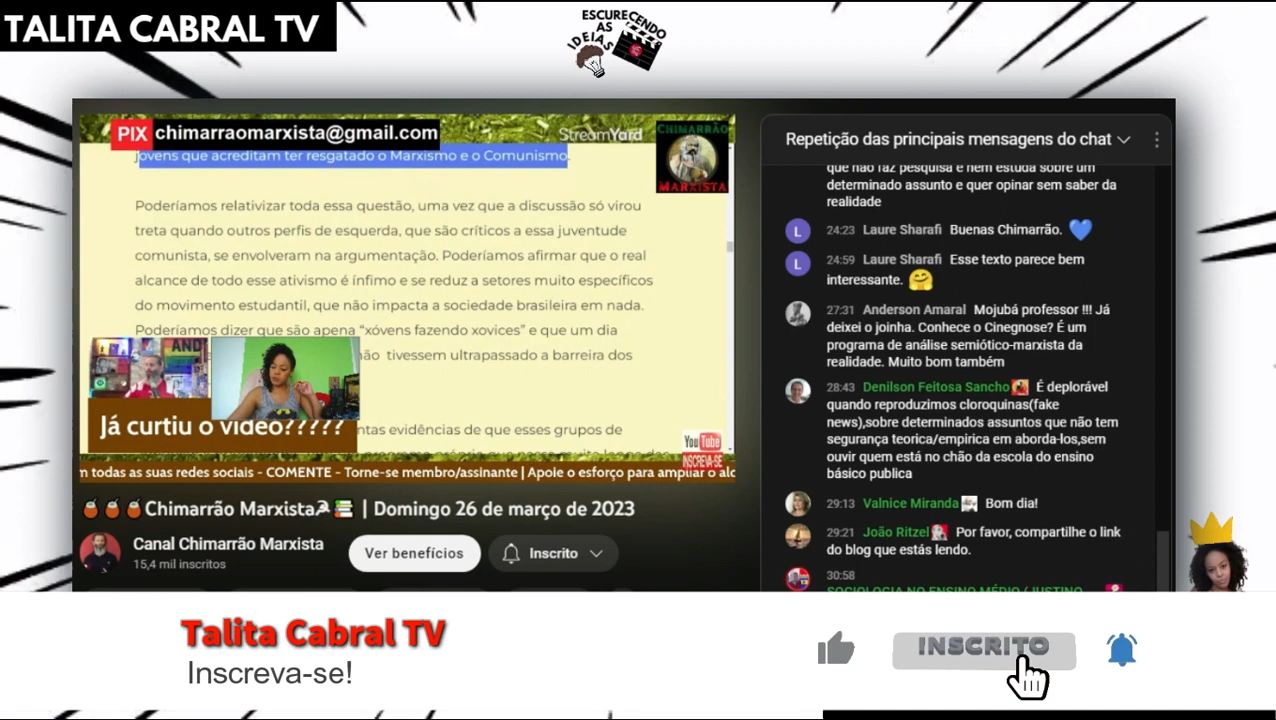 TALITA CABRAL TV
ESCURECENDO
AS
IDEIAS
PIX chimarraomarxista@gmail.com
StreamYard
CHIMARRÃO
MARXISTA
jovens que acreditam ter resgatado o Marxismo e o Comunismo.
Poderíamos relativizar toda essa questão, uma vez que a discussão só virou
treta quando outros perfis de esquerda, que são críticos a essa juventude
comunista, se envolveram na argumentação. Poderíamos afirmar que o real
alcance de todo esse ativismo é ínfimo e se reduz a setores muito específicos
do movimento estudantil, que não impacta a sociedade brasileira em nada.
Poderíamos dizer que são apena “xóvens fazendo xovices” e que um dia
não tivessem ultrapassado a barreira dos
AND
Já curtiu o vídeo?????
ntas evidências de que esses grupos de
YouTube
INSCREVA-SE
m todas as suas redes sociais - COMENTE - Torne-se membro/assinante | Apoie o esforço para ampliar o alc
Chimarrão Marxista | Domingo 26 de março de 2023
Canal Chimarrão Marxista
15,4 mil inscritos
Ver benefícios
Inscrito
Repetição das principais mensagens do chat
que não faz pesquisa e nem estuda sobre um
determinado assunto e quer opinar sem saber da
realidade
L 24:23 Laure Sharafi Buenas Chimarrão. 💙
L 24:59 Laure Sharafi Esse texto parece bem
interessante. 🤗
27:31 Anderson Amaral Mojubá professor !!! Já
deixei o joinha. Conhece o Cinegnose? É um
programa de análise semiótico-marxista da
realidade. Muito bom também
28:43 Denilson Feitosa Sancho É deplorável
quando reproduzimos cloroquinas(fake
news),sobre determinados assuntos que não tem
segurança teorica/empirica em aborda-los,sem
ouvir quem está no chão da escola do ensino
básico publica
29:13 Valnice Miranda Bom dia!
29:21 João Ritzel Por favor, compartilhe o link
do blog que estás lendo.
30:58
SOCIOLOGIA NO ENSINO MÉDIO (JUSTINO
Talita Cabral TV
Inscreva-se!
INSCRITO